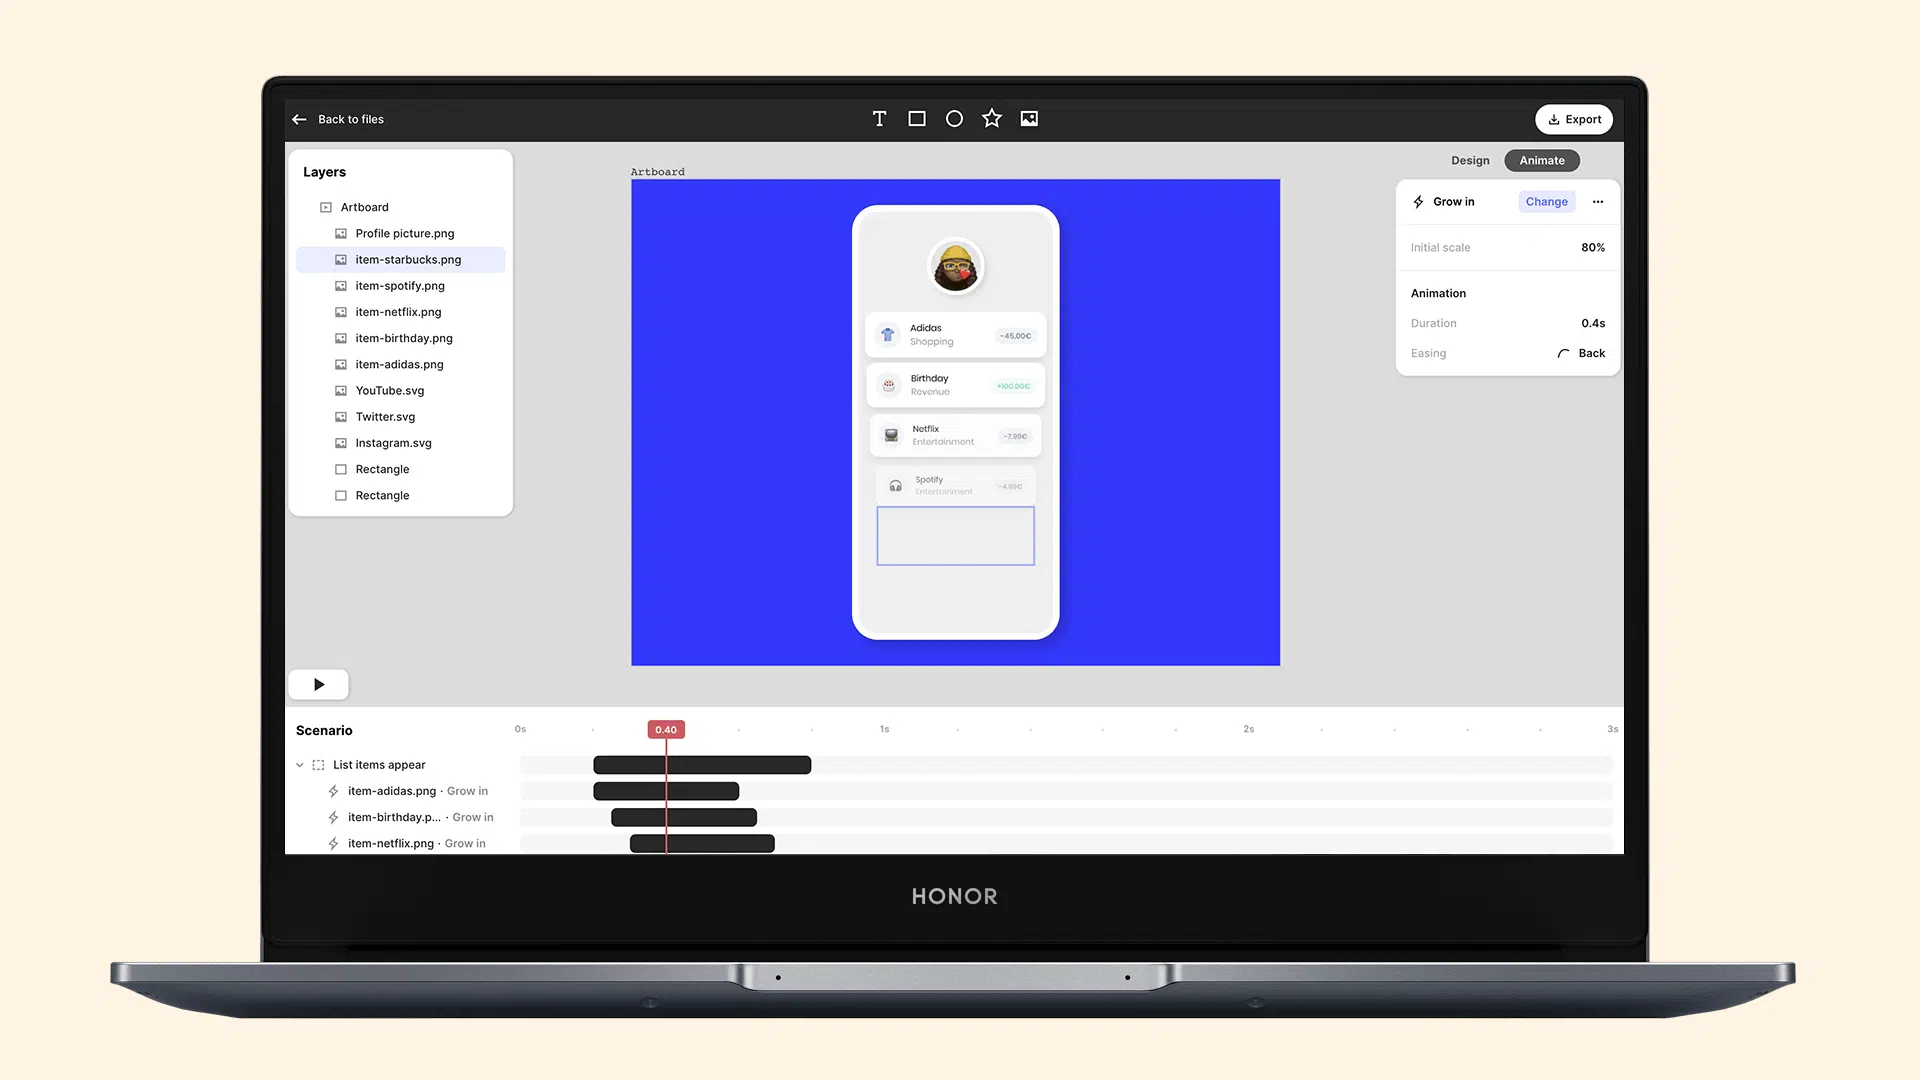 Back to files
T
Export
Layers
Artboard
Profile picture.png
item-starbucks.png
item-spotify.png
item-netflix.png
item-birthday.png
item-adidas.png
YouTube.svg
Twitter.svg
Instagram.svg
Rectangle
Rectangle
Artboard
Adidas
Shopping
-45.00€
Birthday
Revenue
+100.00€
Netflix
Entertainment
-7.99€
Spotify
Entertainment
-4.99€
Design
Animate
Grow in
Change
Initial scale
80%
Animation
Duration
0.4s
Easing
Back
Scenario
0s
0.40
1s
2s
3s
List items appear
item-adidas.png · Grow in
item-birthday.p... · Grow in
item-netflix.png · Grow in
HONOR